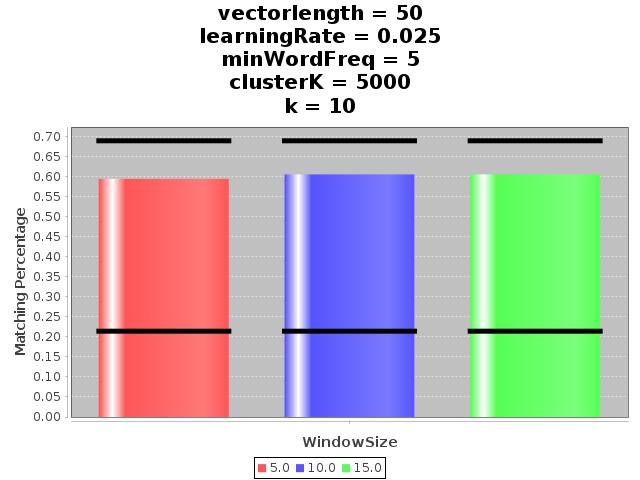 vectorlength = 50
learningRate = 0.025
minWordFreq = 5
clusterK = 5000
k = 10
0.70
0.65
0.60
0.55
0.50
0.45
0.40
0.35
0.30
0.25
0.20
0.15
0.10
0.05
0.00
Matching Percentage
WindowSize
5.0 10.0 15.0